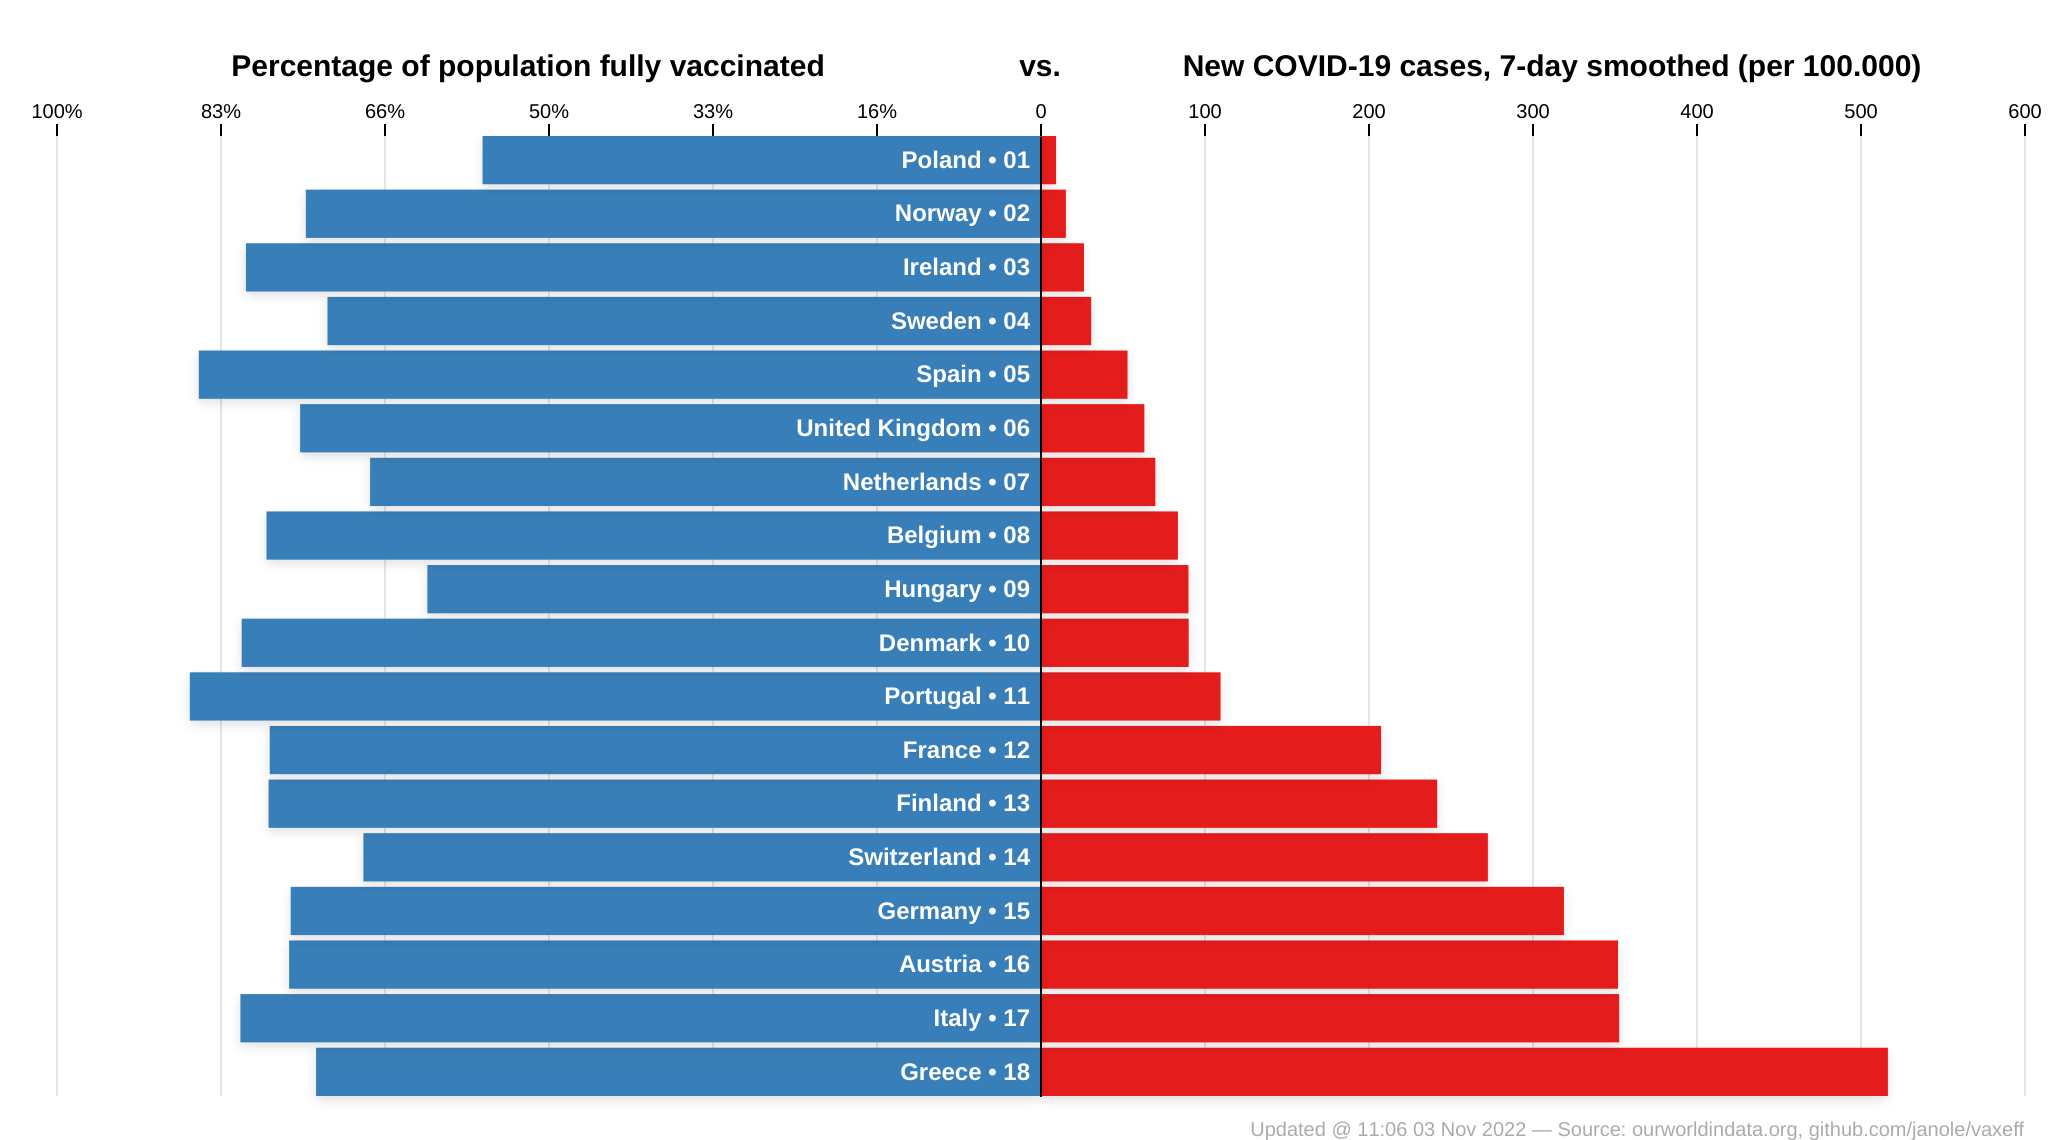 Percentage of population fully vaccinated vs. New COVID-19 cases, 7-day smoothed (per 100.000)
100% 83% 66% 50% 33% 16% 0 100 200 300 400 500 600
Poland • 01
Norway • 02
Ireland • 03
Sweden • 04
Spain • 05
United Kingdom • 06
Netherlands • 07
Belgium • 08
Hungary • 09
Denmark • 10
Portugal • 11
France • 12
Finland • 13
Switzerland • 14
Germany • 15
Austria • 16
Italy • 17
Greece • 18
Updated @ 11:06 03 Nov 2022 — Source: ourworldindata.org, github.com/janole/vaxeff